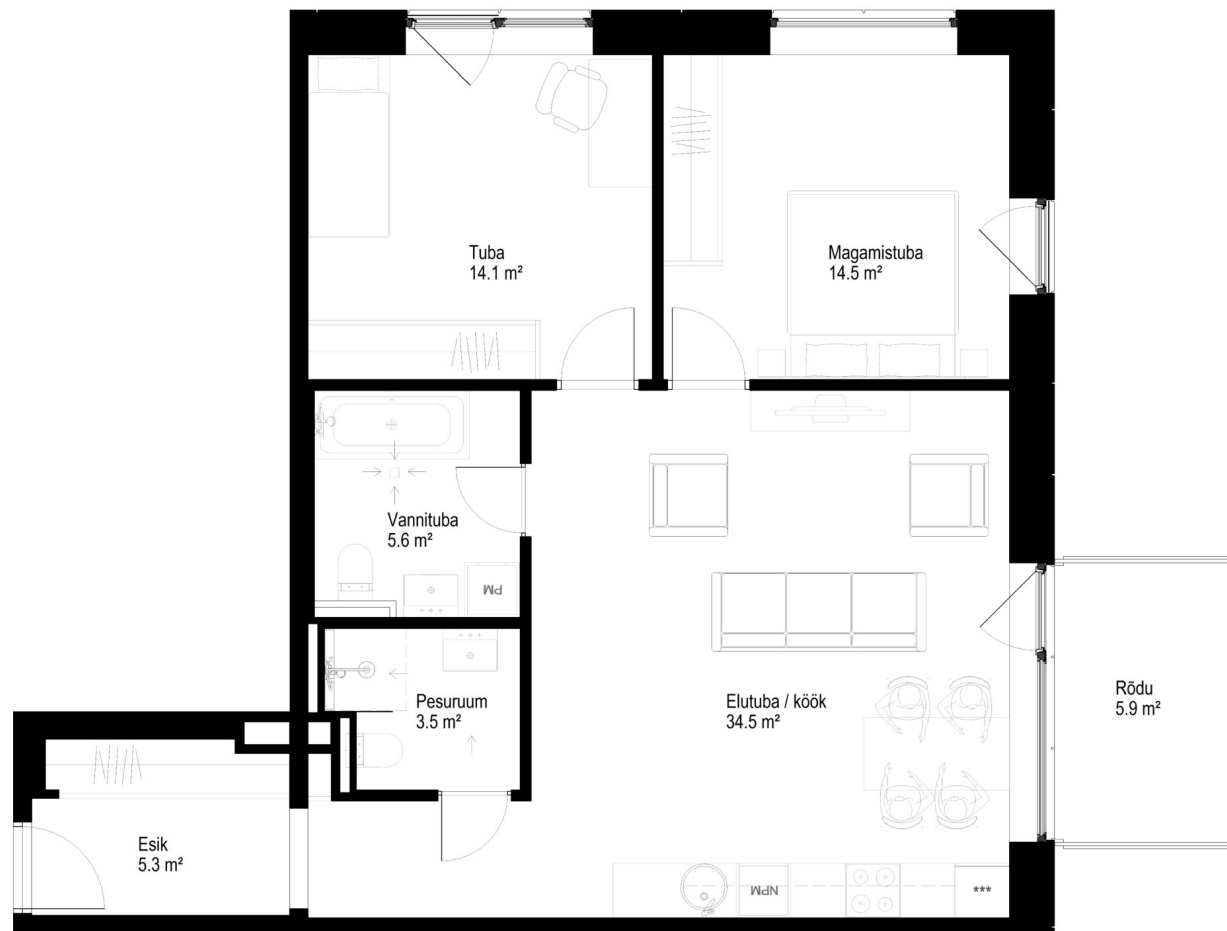 Tuba
14.1 m²
Magamistuba
14.5 m²
Vannituba
5.6 m²
PM
Pesuruum
3.5 m²
Elutuba / köök
34.5 m²
Rõdu
5.9 m²
Esik
5.3 m²
NPM
***